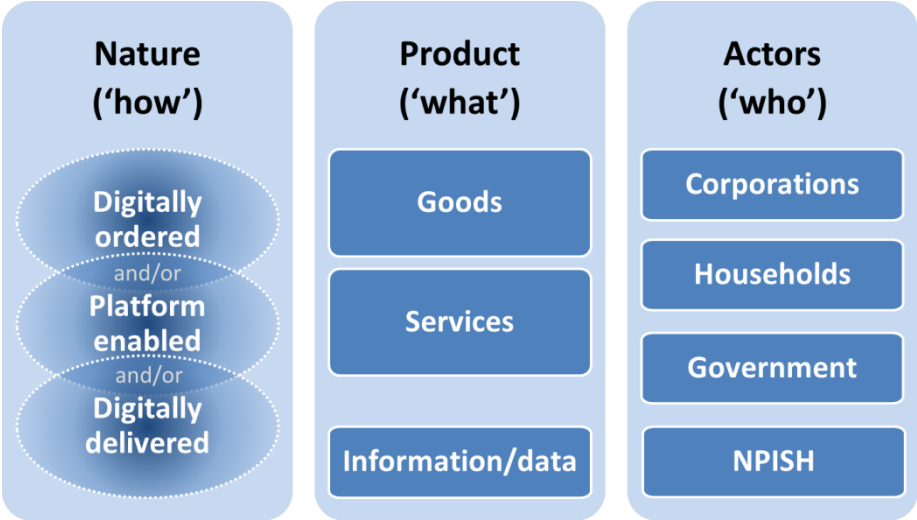 Nature
(‘how’)
Digitally
ordered
and/or
Platform
enabled
and/or
Digitally
delivered
Product
(‘what’)
Goods
Services
Information/data
Actors
(‘who’)
Corporations
Households
Government
NPISH